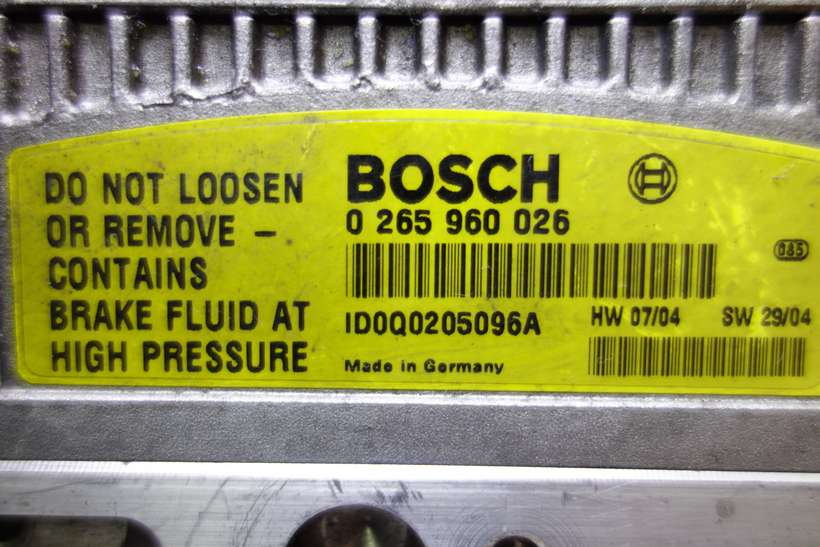 DO NOT LOOSEN
OR REMOVE –
CONTAINS
BRAKE FLUID AT
HIGH PRESSURE
BOSCH
0 265 960 026
085
ID0Q0205096A
HW 07/04 SW 29/04
Made in Germany